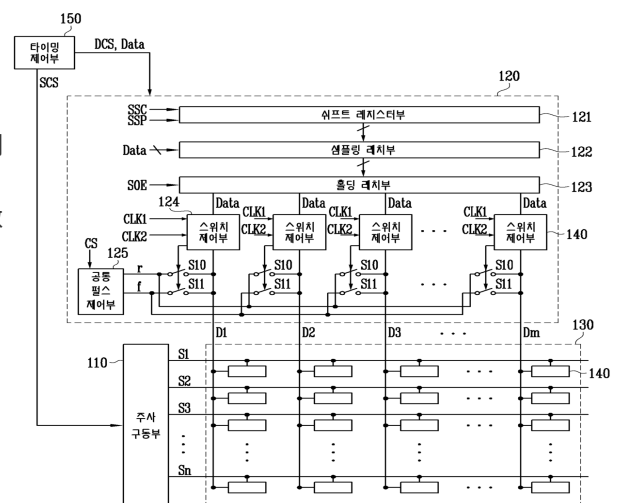 150
타이밍
제어부
DCS, Data
SCS
120
SSC
SSP
쉬프트 레지스터부
121
Data
샘플링 래치부
122
SOE
홀딩 래치부
123
Data Data Data Data
124
CLK1 CLK1 CLK1 CLK1
CLK2 CLK2 CLK2 CLK2
스위치
제어부
스위치
제어부
스위치
제어부
. . .
스위치
제어부
140
CS
125
공통
펄스
제어부
r
f
S10 S10 S10 S10
S11 S11 S11 S11
. . .
D1 D2 D3 . . . Dm
130
110
주사
구동부
S1
140
S2
S3
Sn